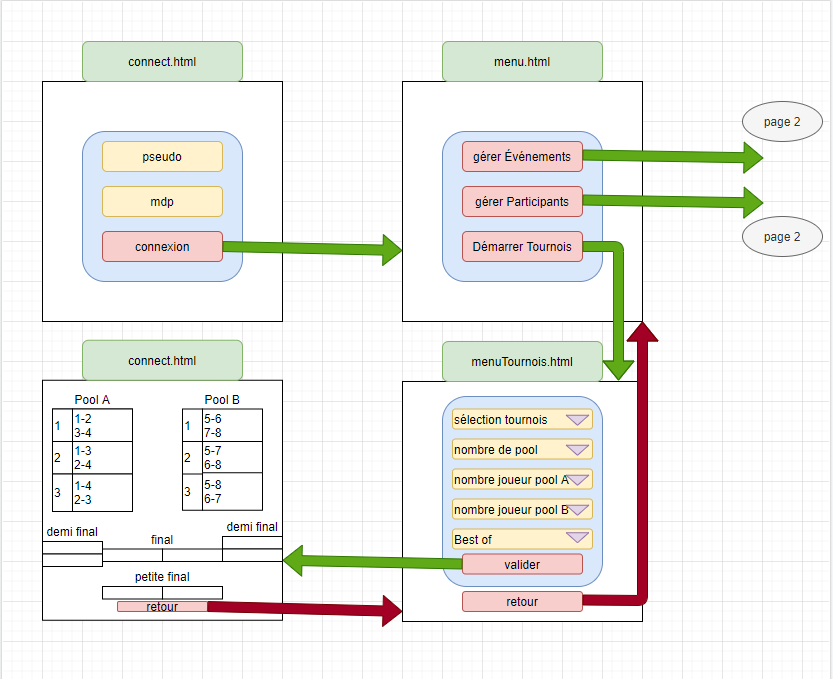 connect.html
pseudo
mdp
connexion
menu.html
gérer Événements
gérer Participants
Démarrer Tournois
page 2
page 2
connect.html
Pool A
1
1-2
3-4
2
1-3
2-4
3
1-4
2-3
Pool B
1
5-6
7-8
2
5-7
6-8
3
5-8
6-7
demi final
final
demi final
petite final
retour
menuTournois.html
sélection tournois
nombre de pool
nombre joueur pool A
nombre joueur pool B
Best of
valider
retour